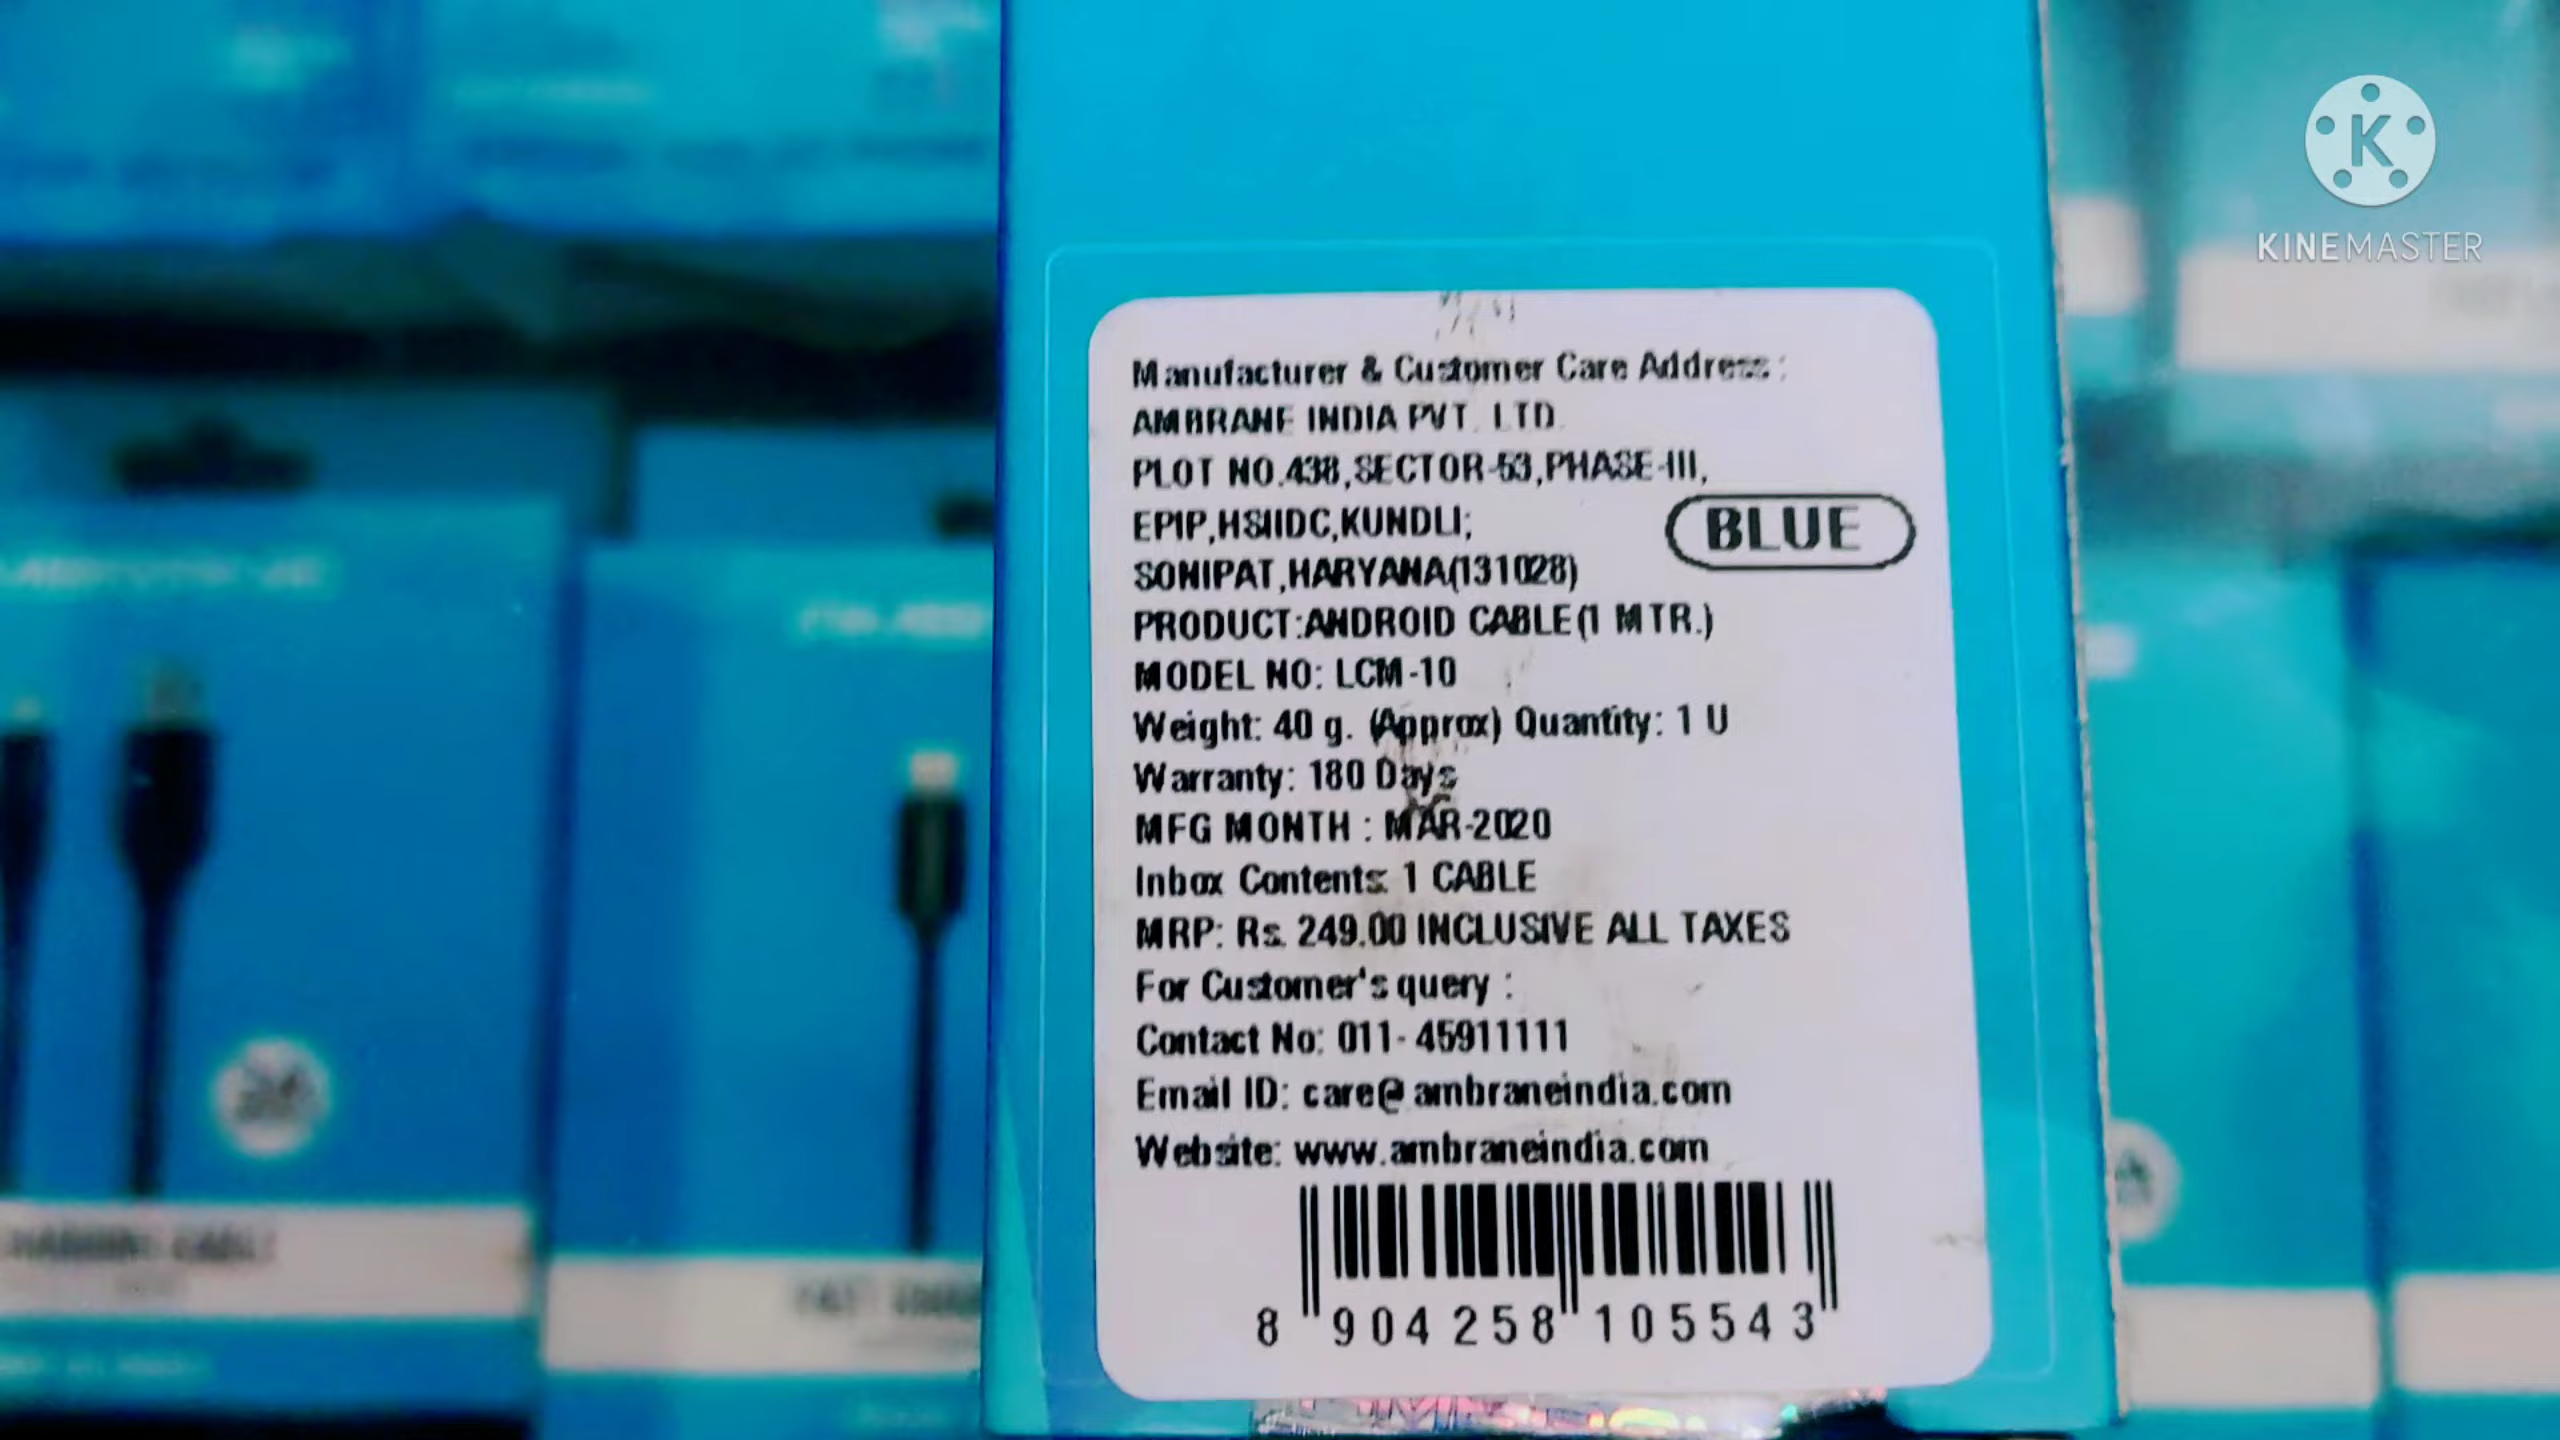 K
KINEMASTER
Manufacturer & Customer Care Address :
AMBRANE INDIA PVT. LTD.
PLOT NO.438,SECTOR-53,PHASE-III,
EPIP,HSIIDC,KUNDLI;
BLUE
SONIPAT,HARYANA(131028)
PRODUCT:ANDROID CABLE(1 MTR.)
MODEL NO: LCM-10
Weight: 40 g. (Approx) Quantity: 1 U
Warranty: 180 Days
MFG MONTH : MAR-2020
Inbox Contents: 1 CABLE
MRP: Rs. 249.00 INCLUSIVE ALL TAXES
For Customer's query :
Contact No: 011- 45911111
Email ID: care@ambraneindia.com
Website: www.ambraneindia.com
8 904258 105543